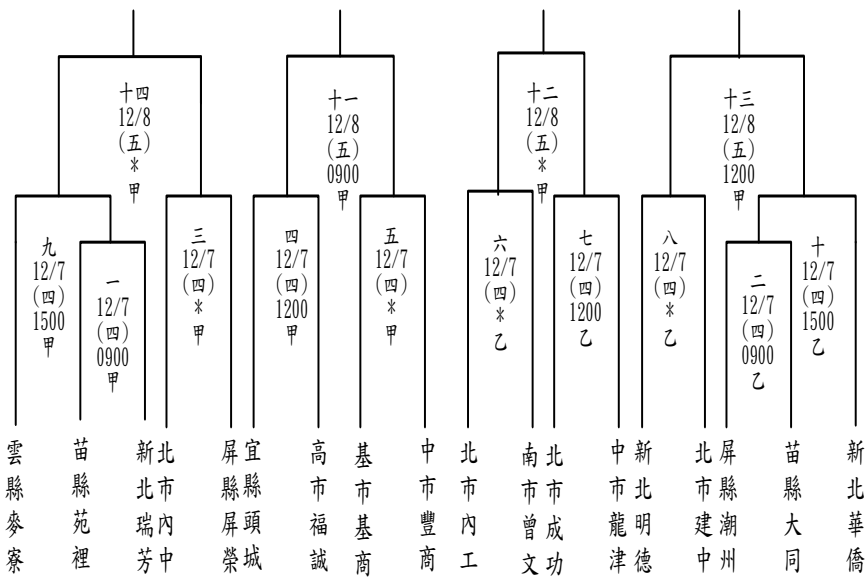 十四
12/8
(五)
*
甲
十一
12/8
(五)
0900
甲
十二
12/8
(五)
*
甲
十三
12/8
(五)
1200
甲
九
12/7
(四)
1500
甲
一
12/7
(四)
0900
甲
三
12/7
(四)
*
甲
四
12/7
(四)
1200
甲
五
12/7
(四)
*
甲
六
12/7
(四)
*
乙
七
12/7
(四)
1200
乙
八
12/7
(四)
*
乙
二
12/7
(四)
0900
乙
十
12/7
(四)
1500
乙
雲縣麥寮
苗縣苑裡
新北瑞芳
北市內中
屏縣屏榮
宜縣頭城
高市福誠
基市基商
中市豐商
北市內工
南市曾文
北市成功
中市龍津
新北明德
北市建中
屏縣潮州
苗縣大同
新北華僑